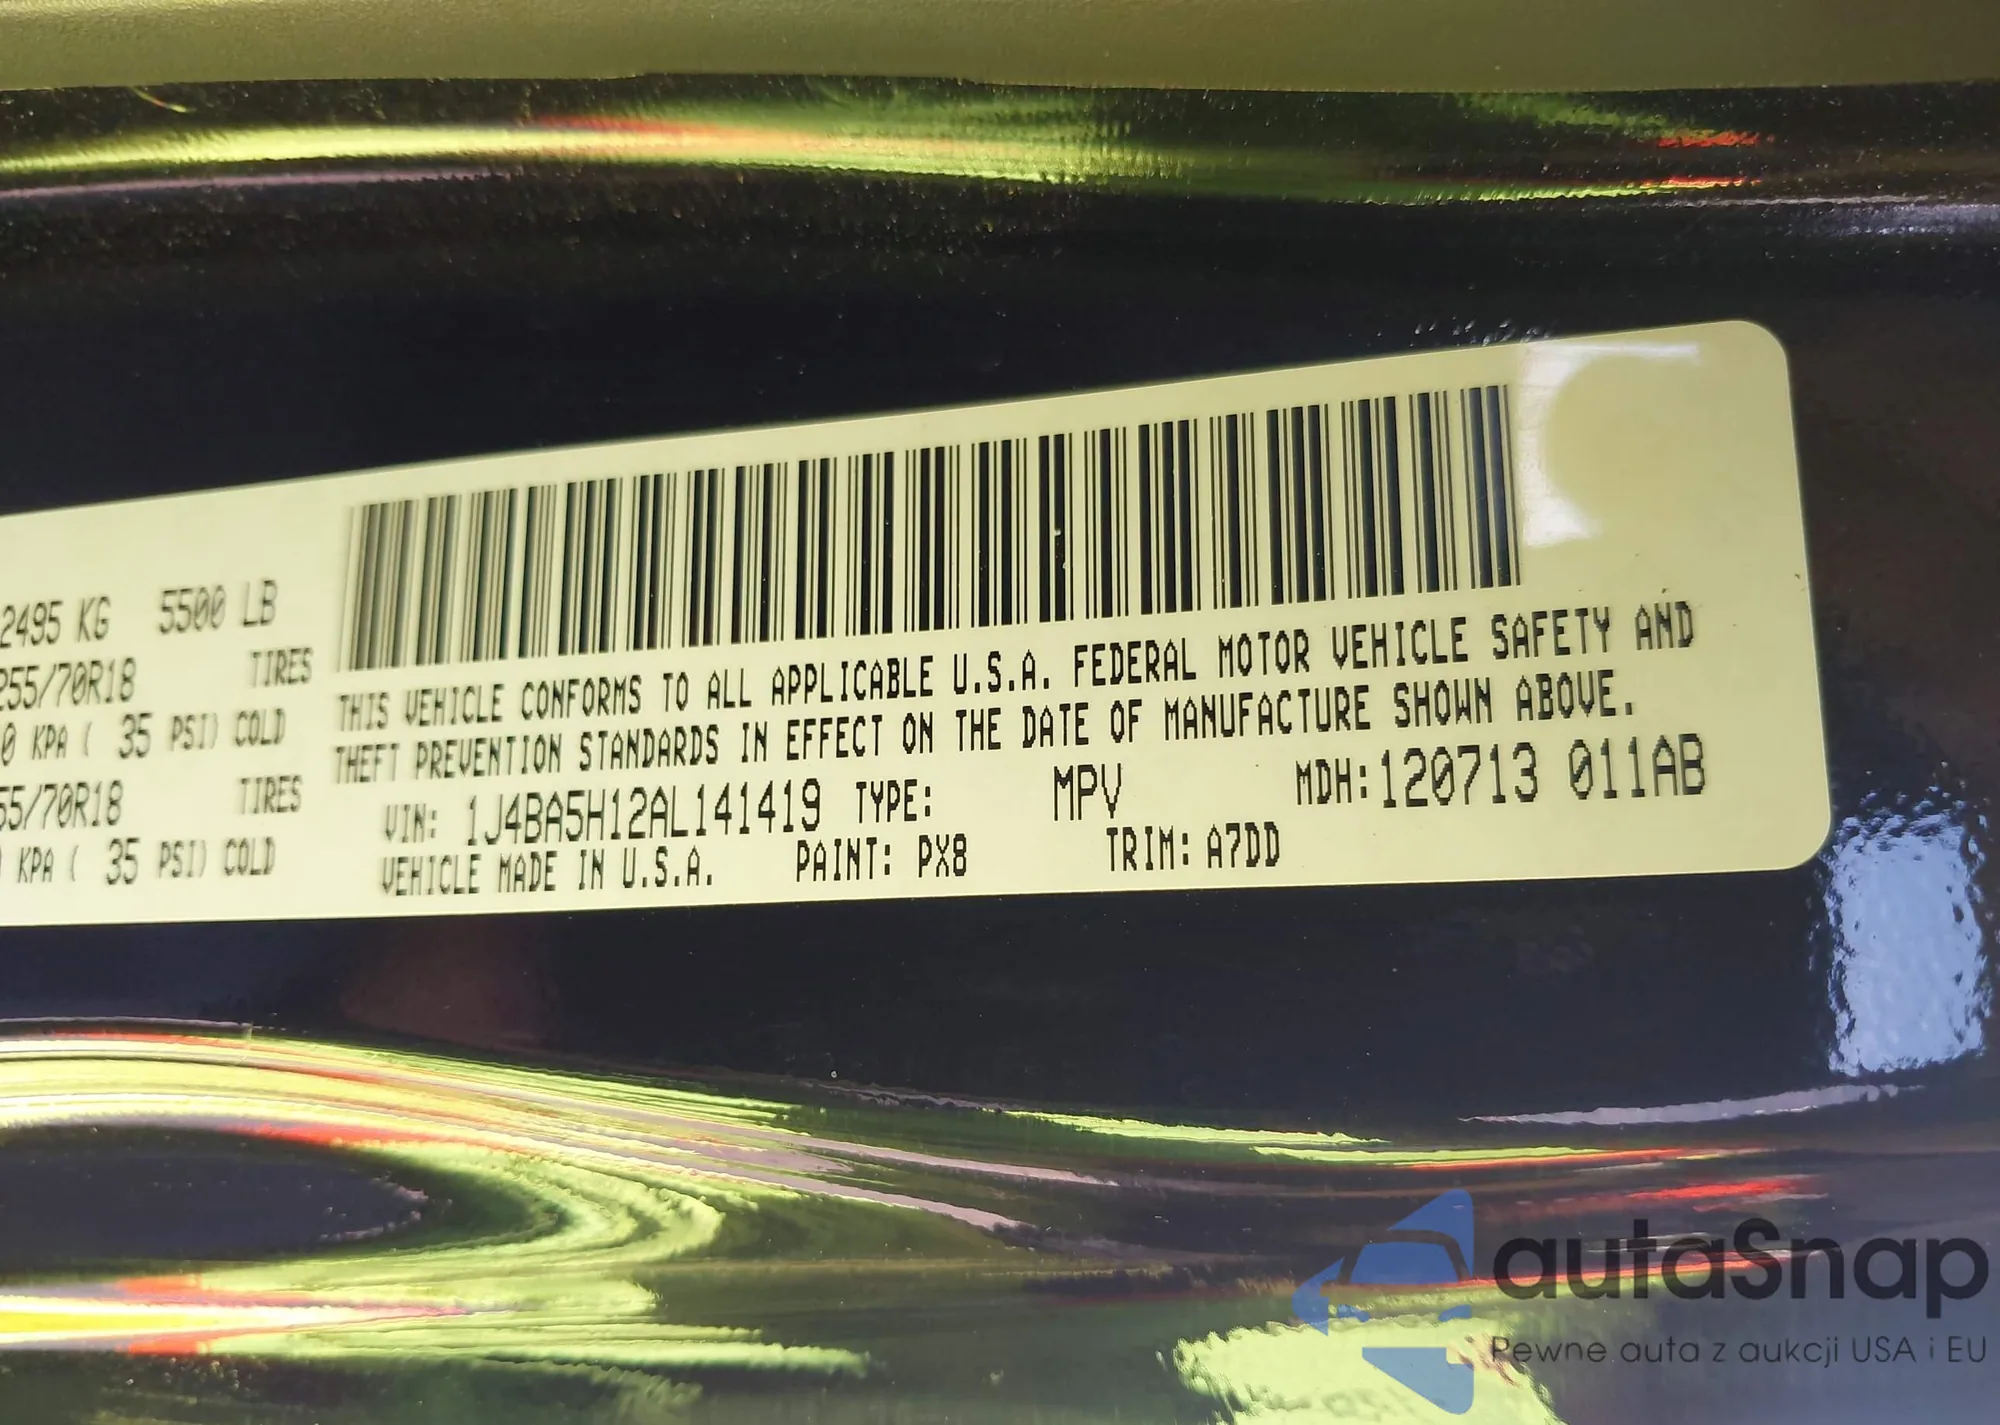 2495 KG 5500 LB
255/70R18 TIRES
0 KPA ( 35 PSI) COLD
55/70R18 TIRES
KPA ( 35 PSI) COLD
THIS VEHICLE CONFORMS TO ALL APPLICABLE U.S.A. FEDERAL MOTOR VEHICLE SAFETY AND
THEFT PREVENTION STANDARDS IN EFFECT ON THE DATE OF MANUFACTURE SHOWN ABOVE.
VIN: 1J4BA5H12AL141419 TYPE: MPV MDH:120713 011AB
VEHICLE MADE IN U.S.A. PAINT: PX8 TRIM: A7DD
autaSnap
Pewne auta z aukcji USA i EU